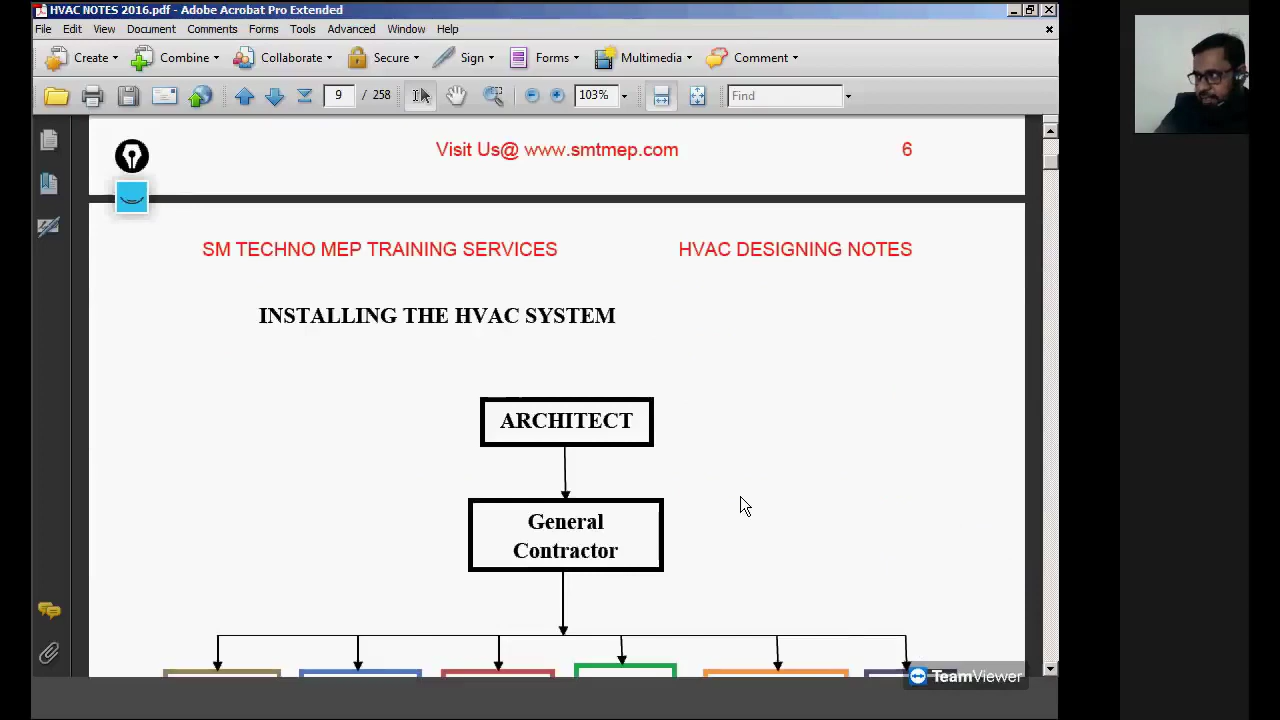 HVAC NOTES 2016.pdf - Adobe Acrobat Pro Extended
File Edit View Document Comments Forms Tools Advanced Window Help
Create Combine Collaborate Secure Sign Forms Multimedia Comment
9 / 258 103% Find
Visit Us@ www.smtmep.com 6
SM TECHNO MEP TRAINING SERVICES HVAC DESIGNING NOTES
INSTALLING THE HVAC SYSTEM
ARCHITECT
General
Contractor
TeamViewer